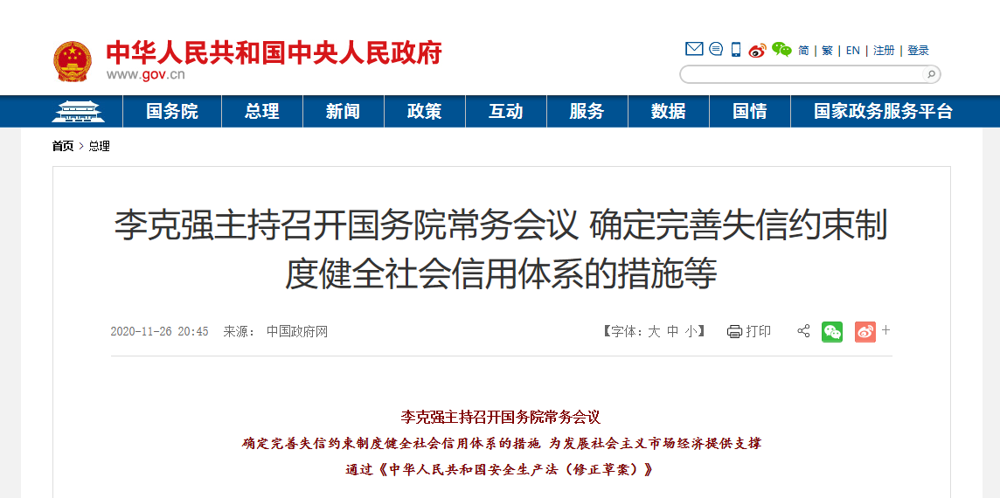 中华人民共和国中央人民政府
www.gov.cn
简 | 繁 | EN | 注册 | 登录
国务院 总理 新闻 政策 互动 服务 数据 国情 国家政务服务平台
首页 > 总理
李克强主持召开国务院常务会议 确定完善失信约束制
度健全社会信用体系的措施等
2020-11-26 20:45 来源： 中国政府网 【字体：大 中 小】 打印 +
李克强主持召开国务院常务会议
确定完善失信约束制度健全社会信用体系的措施 为发展社会主义市场经济提供支撑
通过《中华人民共和国安全生产法（修正草案）》